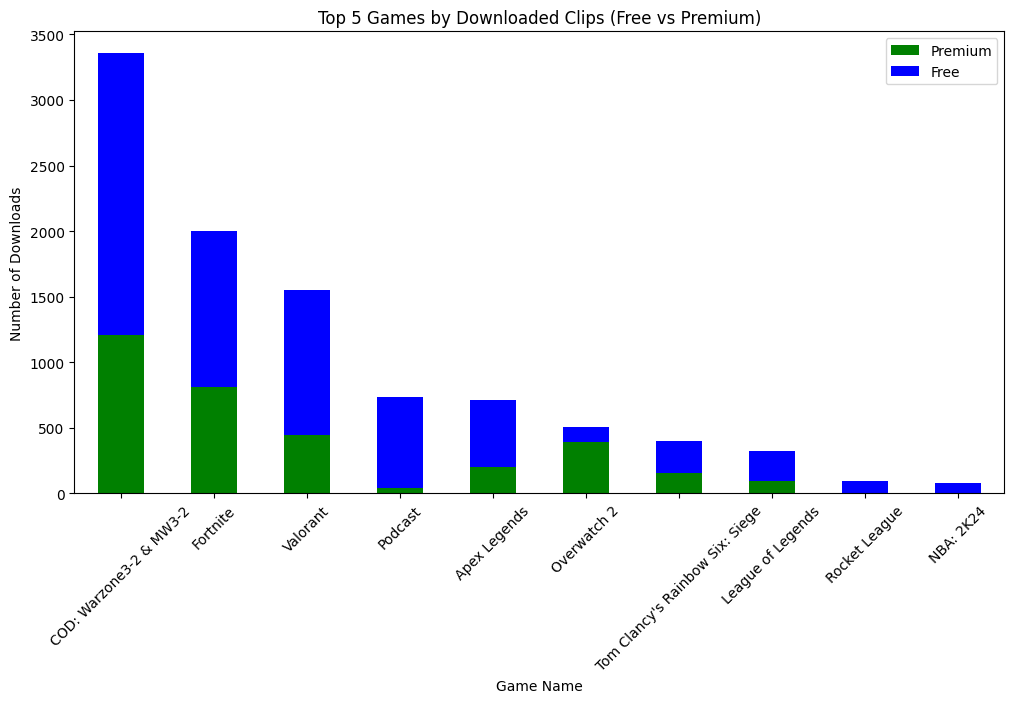 Top 5 Games by Downloaded Clips (Free vs Premium)
Premium
Free
Number of Downloads
3500
3000
2500
2000
1500
1000
500
0
COD: Warzone3-2 & MW3-2
Fortnite
Valorant
Podcast
Apex Legends
Overwatch 2
Tom Clancy's Rainbow Six: Siege
League of Legends
Rocket League
NBA: 2K24
Game Name